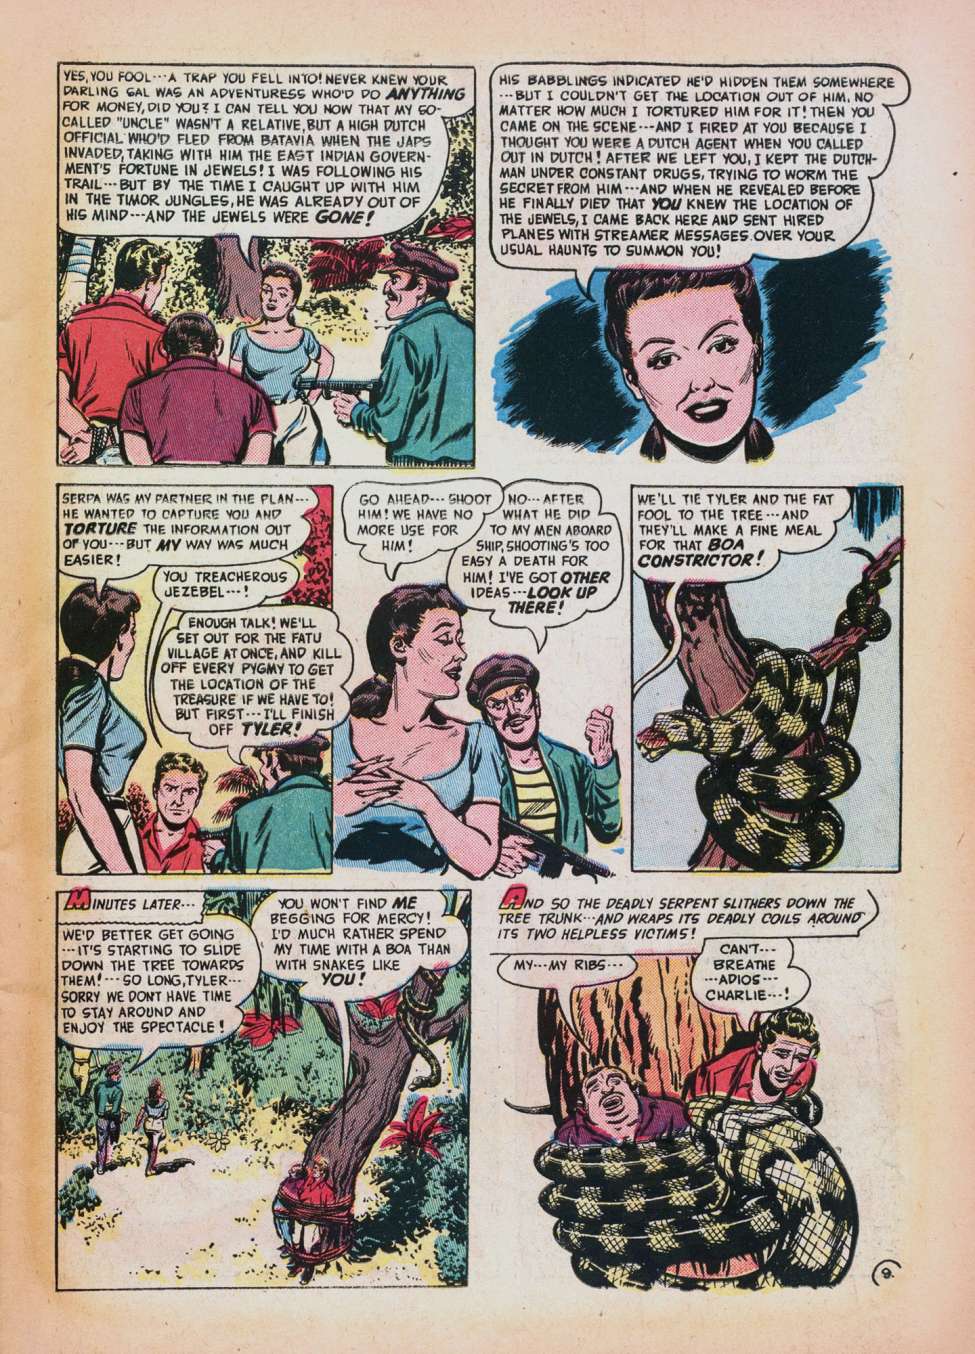 YES, YOU FOOL---A TRAP YOU FELL INTO! NEVER KNEW YOUR
DARLING GAL WAS AN ADVENTURESS WHO'D DO ANYTHING
FOR MONEY, DID YOU? I CAN TELL YOU NOW THAT MY SO-
CALLED "UNCLE" WASN'T A RELATIVE, BUT A HIGH DUTCH
OFFICIAL WHO'D FLED FROM BATAVIA WHEN THE JAPS
INVADED, TAKING WITH HIM THE EAST INDIAN GOVERN-
MENT'S FORTUNE IN JEWELS! I WAS FOLLOWING HIS
TRAIL---BUT BY THE TIME I CAUGHT UP WITH HIM
IN THE TIMOR JUNGLES, HE WAS ALREADY OUT OF
HIS MIND---AND THE JEWELS WERE GONE!
HIS BABBLINGS INDICATED HE'D HIDDEN THEM SOMEWHERE
---BUT I COULDN'T GET THE LOCATION OUT OF HIM, NO
MATTER HOW MUCH I TORTURED HIM FOR IT! THEN YOU
CAME ON THE SCENE---AND I FIRED AT YOU BECAUSE I
THOUGHT YOU WERE A DUTCH AGENT WHEN YOU CALLED
OUT IN DUTCH! AFTER WE LEFT YOU, I KEPT THE DUTCH-
MAN UNDER CONSTANT DRUGS, TRYING TO WORM THE
SECRET FROM HIM---AND WHEN HE REVEALED BEFORE
HE FINALLY DIED THAT YOU KNEW THE LOCATION OF
THE JEWELS, I CAME BACK HERE AND SENT HIRED
PLANES WITH STREAMER MESSAGES OVER YOUR
USUAL HAUNTS TO SUMMON YOU!
SERPA WAS MY PARTNER IN THE PLAN---
HE WANTED TO CAPTURE YOU AND
TORTURE THE INFORMATION OUT
OF YOU---BUT MY WAY WAS MUCH
EASIER!
YOU TREACHEROUS
JEZEBEL---!
ENOUGH TALK! WE'LL
SET OUT FOR THE FATU
VILLAGE AT ONCE, AND KILL
OFF EVERY PYGMY TO GET
THE LOCATION OF THE
TREASURE IF WE HAVE TO!
BUT FIRST---I'LL FINISH
OFF TYLER!
GO AHEAD---SHOOT
HIM! WE HAVE NO
MORE USE FOR
HIM!
NO---AFTER
WHAT HE DID
TO MY MEN ABOARD
SHIP, SHOOTING'S TOO
EASY A DEATH FOR
HIM! I'VE GOT OTHER
IDEAS---LOOK UP
THERE!
WE'LL TIE TYLER AND THE FAT
FOOL TO THE TREE---AND
THEY'LL MAKE A FINE MEAL
FOR THAT BOA
CONSTRICTOR!
MINUTES LATER---
WE'D BETTER GET GOING
---IT'S STARTING TO SLIDE
DOWN THE TREE TOWARDS
THEM!---SO LONG, TYLER---
SORRY WE DON'T HAVE TIME
TO STAY AROUND AND
ENJOY THE SPECTACLE!
YOU WON'T FIND ME
BEGGING FOR MERCY!
I'D MUCH RATHER SPEND
MY TIME WITH A BOA THAN
WITH SNAKES LIKE
YOU!
AND SO THE DEADLY SERPENT SLITHERS DOWN THE
TREE TRUNK---AND WRAPS ITS DEADLY COILS AROUND
ITS TWO HELPLESS VICTIMS!
MY---MY RIBS---
CAN'T---
BREATHE
---ADIOS---
CHARLIE---!
9.